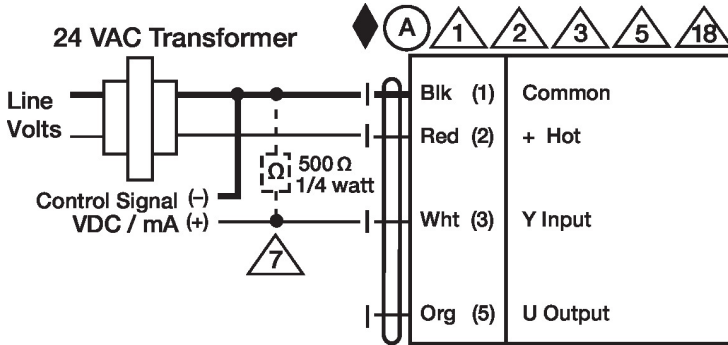 24 VAC Transformer
A 1 2 3 5 18
Line
Volts
Blk (1) Common
Red (2) + Hot
Ω 500 Ω
1/4 watt
Control Signal (–)
VDC / mA (+)
Wht (3) Y Input
7
Org (5) U Output